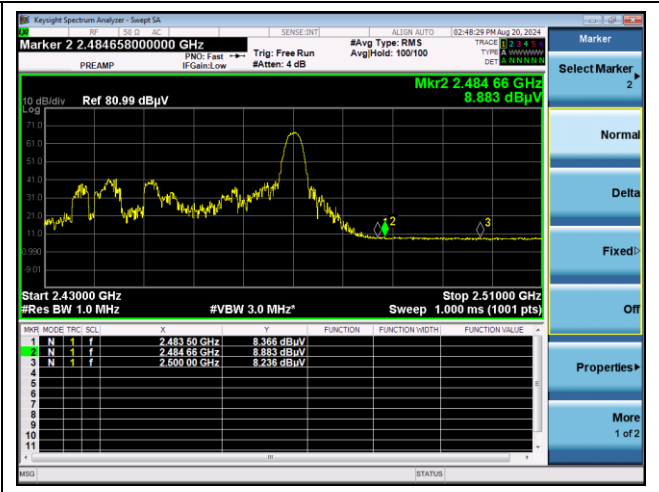 Keysight Spectrum Analyzer - Swept SA
RF 50 Ω AC SENSE:INT ALIGN AUTO 02:48:29 PM Aug 20, 2024
Marker 2 2.484658000000 GHz
PREAMP
PNO: Fast
IFGain:Low
Trig: Free Run
#Atten: 4 dB
#Avg Type: RMS
Avg|Hold: 100/100
TRACE 1 2 3 4 5 6
TYPE A WWWWW
DET A N N N N N
Mkr2 2.484 66 GHz
8.883 dBµV
10 dB/div Ref 80.99 dBµV
Log
71.0
61.0
51.0
41.0
31.0
21.0
11.0
0.990
-9.01
2
3
Start 2.43000 GHz Stop 2.51000 GHz
#Res BW 1.0 MHz #VBW 3.0 MHz* Sweep 1.000 ms (1001 pts)
MKR MODE TRC SCL X Y FUNCTION FUNCTION WIDTH FUNCTION VALUE
1 N 1 f 2.483 50 GHz 8.366 dBµV
2 N 1 f 2.484 66 GHz 8.883 dBµV
3 N 1 f 2.500 00 GHz 8.236 dBµV
4
5
6
7
8
9
10
11
MSG STATUS
Marker
Select Marker
2
Normal
Delta
Fixed
Off
Properties
More
1 of 2